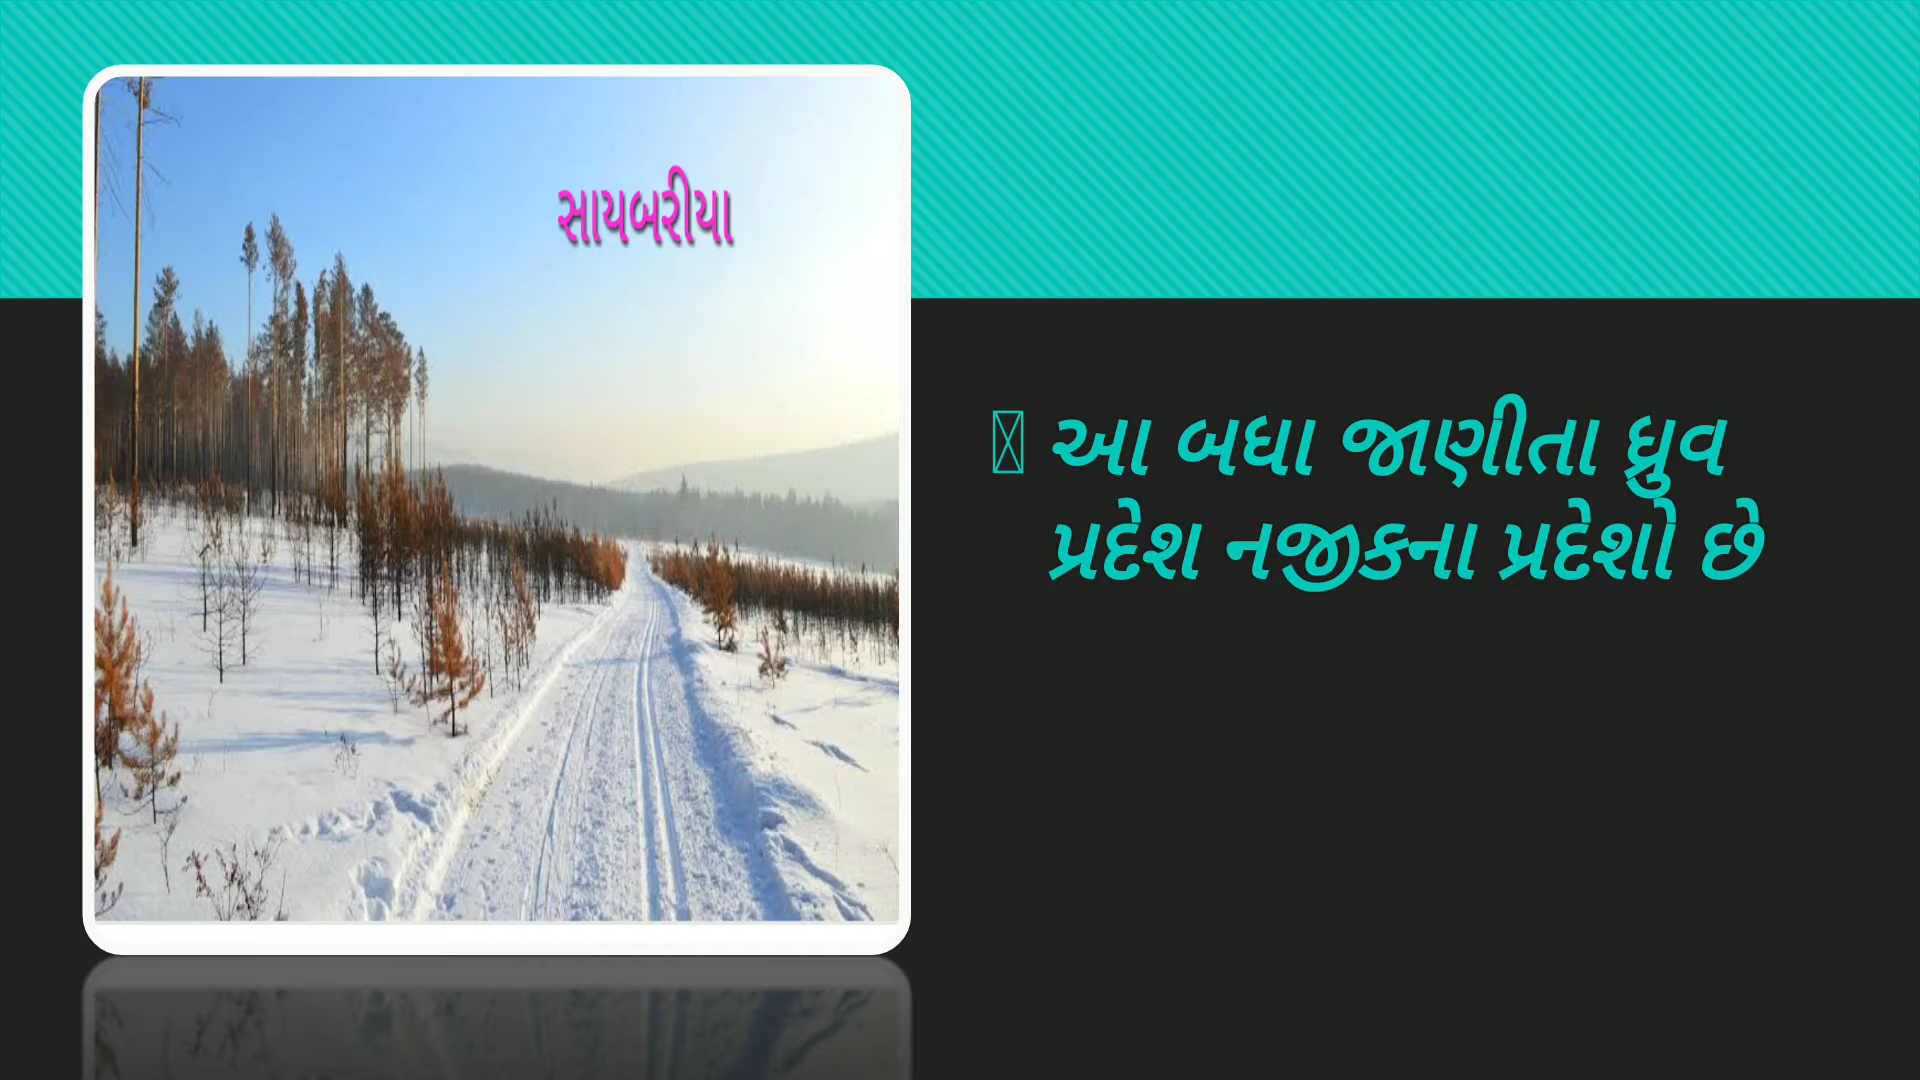 સાયબરીયા
આ બધા જાણીતા ધ્રુવ
પ્રદેશ નજીકના પ્રદેશો છે